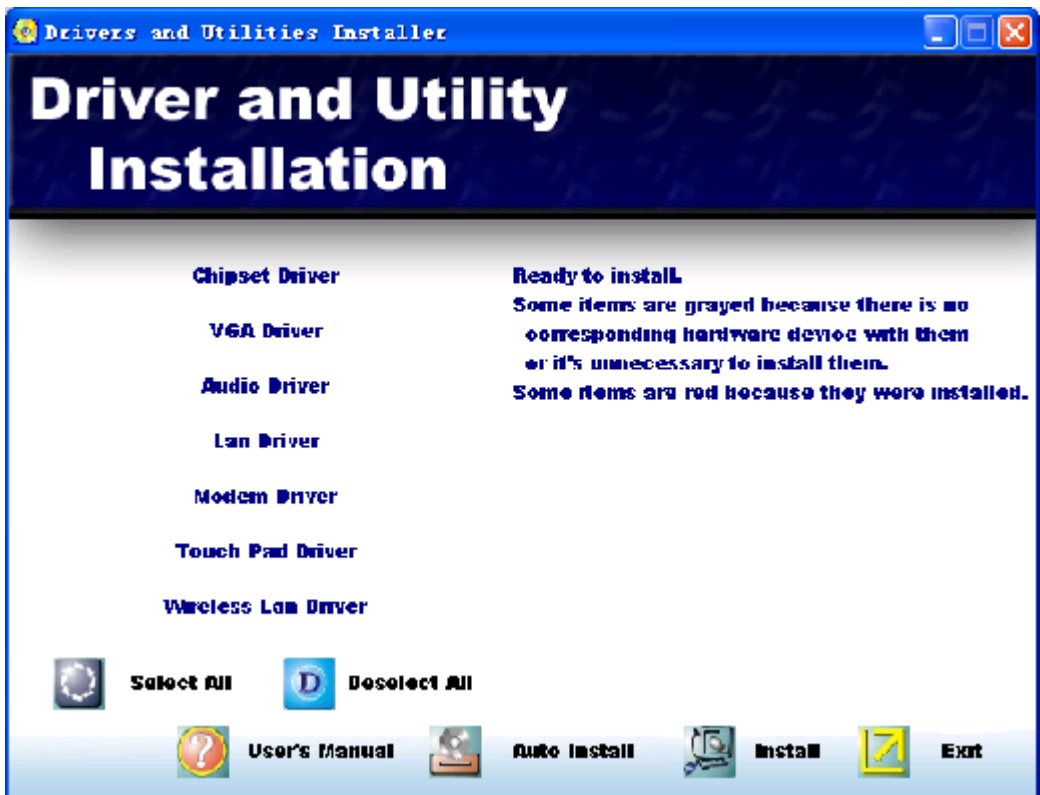 Drivers and Utilities Installer
Driver and Utility
Installation
Chipset Driver
VGA Driver
Audio Driver
Lan Driver
Modem Driver
Touch Pad Driver
Wireless Lan Driver
Ready to install.
Some items are grayed because there is no
corresponding hardware device with them
or it's unnecessary to install them.
Some items are red because they were installed.
Select All
D
Deselect All
?
User's Manual
Auto Install
Install
Exit